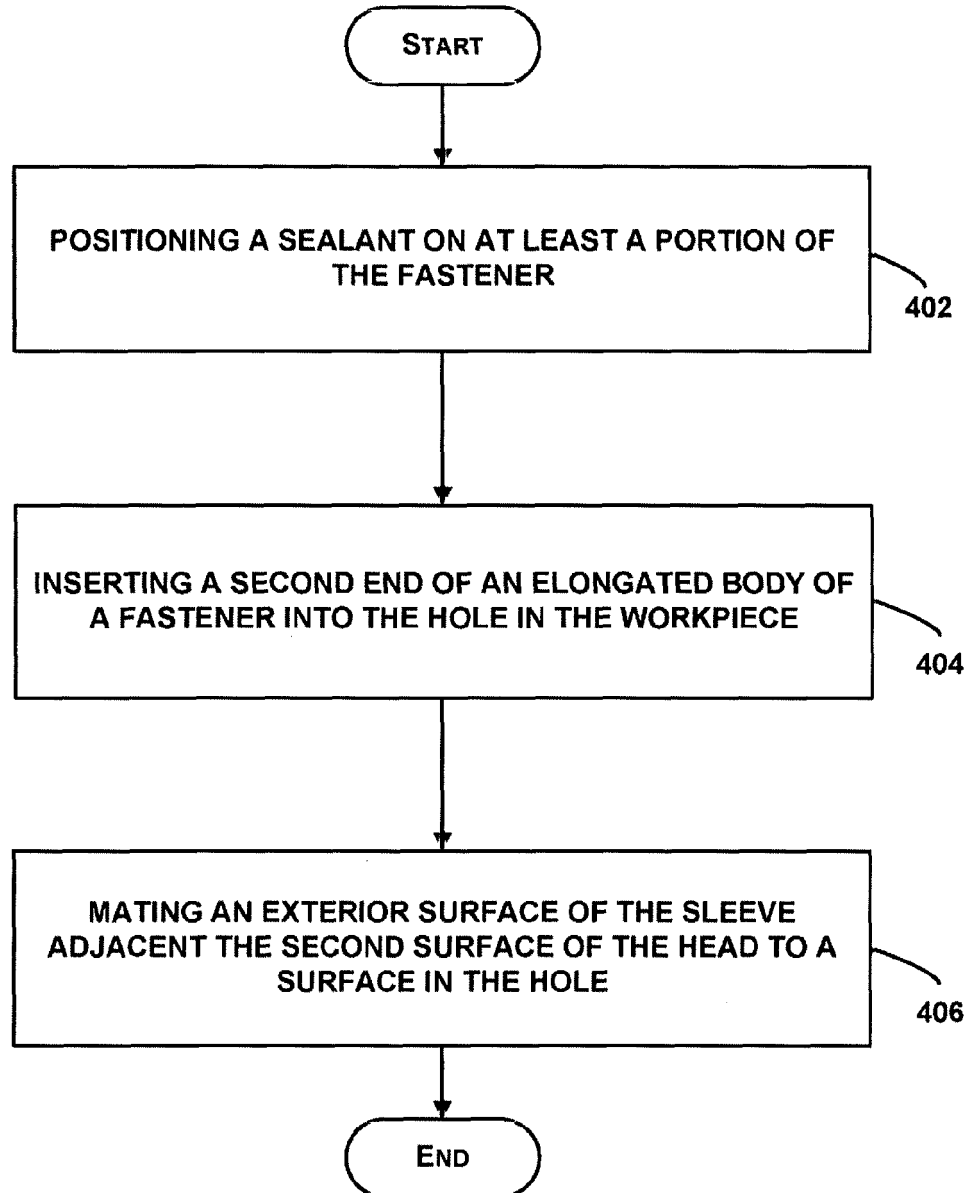 START
POSITIONING A SEALANT ON AT LEAST A PORTION OF
THE FASTENER
402
INSERTING A SECOND END OF AN ELONGATED BODY OF
A FASTENER INTO THE HOLE IN THE WORKPIECE
404
MATING AN EXTERIOR SURFACE OF THE SLEEVE
ADJACENT THE SECOND SURFACE OF THE HEAD TO A
SURFACE IN THE HOLE
406
END